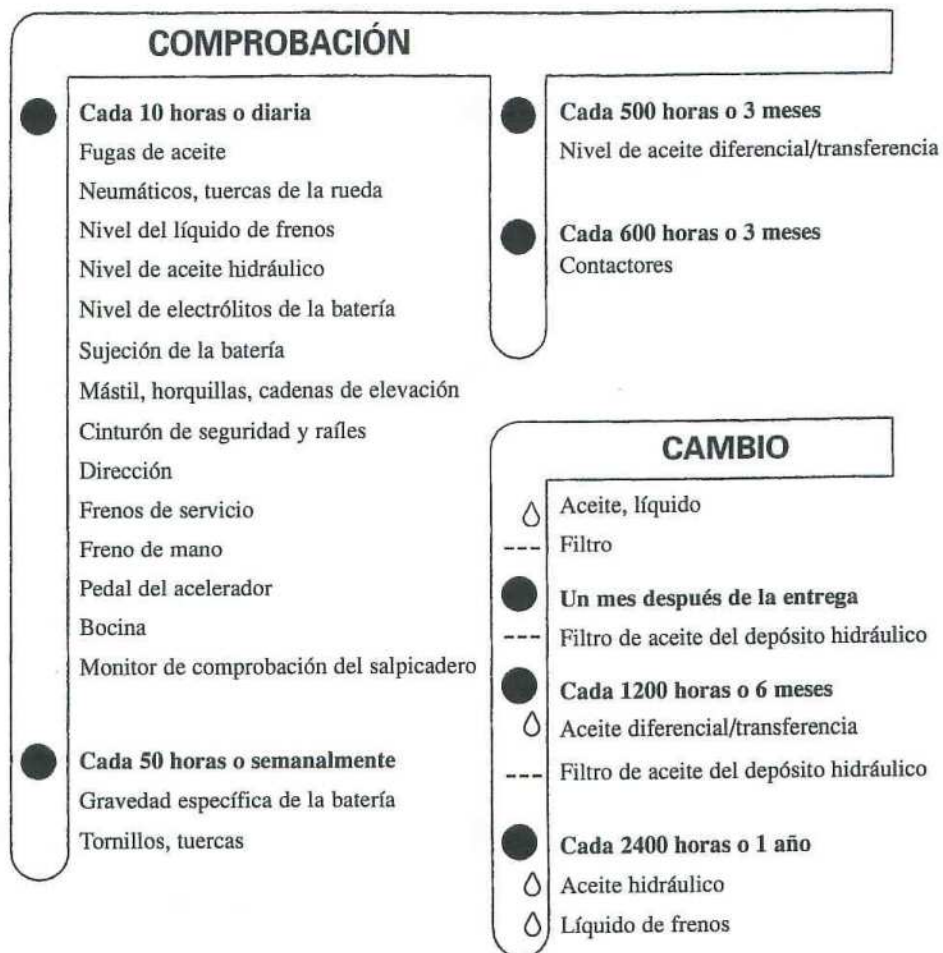 COMPROBACIÓN
Cada 10 horas o diaria
Fugas de aceite
Neumáticos, tuercas de la rueda
Nivel del líquido de frenos
Nivel de aceite hidráulico
Nivel de electrólitos de la batería
Sujeción de la batería
Mástil, horquillas, cadenas de elevación
Cinturón de seguridad y raíles
Dirección
Frenos de servicio
Freno de mano
Pedal del acelerador
Bocina
Monitor de comprobación del salpicadero
Cada 50 horas o semanalmente
Gravedad específica de la batería
Tornillos, tuercas
Cada 500 horas o 3 meses
Nivel de aceite diferencial/transferencia
Cada 600 horas o 3 meses
Contactores
CAMBIO
Aceite, líquido
Filtro
Un mes después de la entrega
Filtro de aceite del depósito hidráulico
Cada 1200 horas o 6 meses
Aceite diferencial/transferencia
Filtro de aceite del depósito hidráulico
Cada 2400 horas o 1 año
Aceite hidráulico
Líquido de frenos